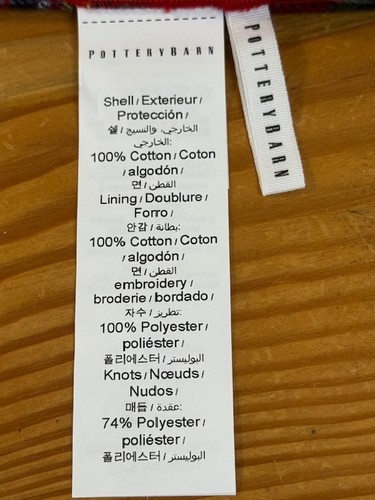 POTTERYBARN
Shell / Exterieur /
Protección /
쉘 / الخارجي، والنسيج
الخارجي:
100% Cotton / Coton
/ algodón /
면 / القطن
Lining / Doublure /
Forro /
안감 / بطانة:
100% Cotton / Coton
/ algodón /
면 / القطن
embroidery /
broderie / bordado /
자수 / تطريز:
100% Polyester /
poliéster /
폴리에스터 / البوليستر
Knots / Nœuds /
Nudos /
매듭 / عقدة:
74% Polyester /
poliéster /
폴리에스터 / البوليستر
POTTERYBARN